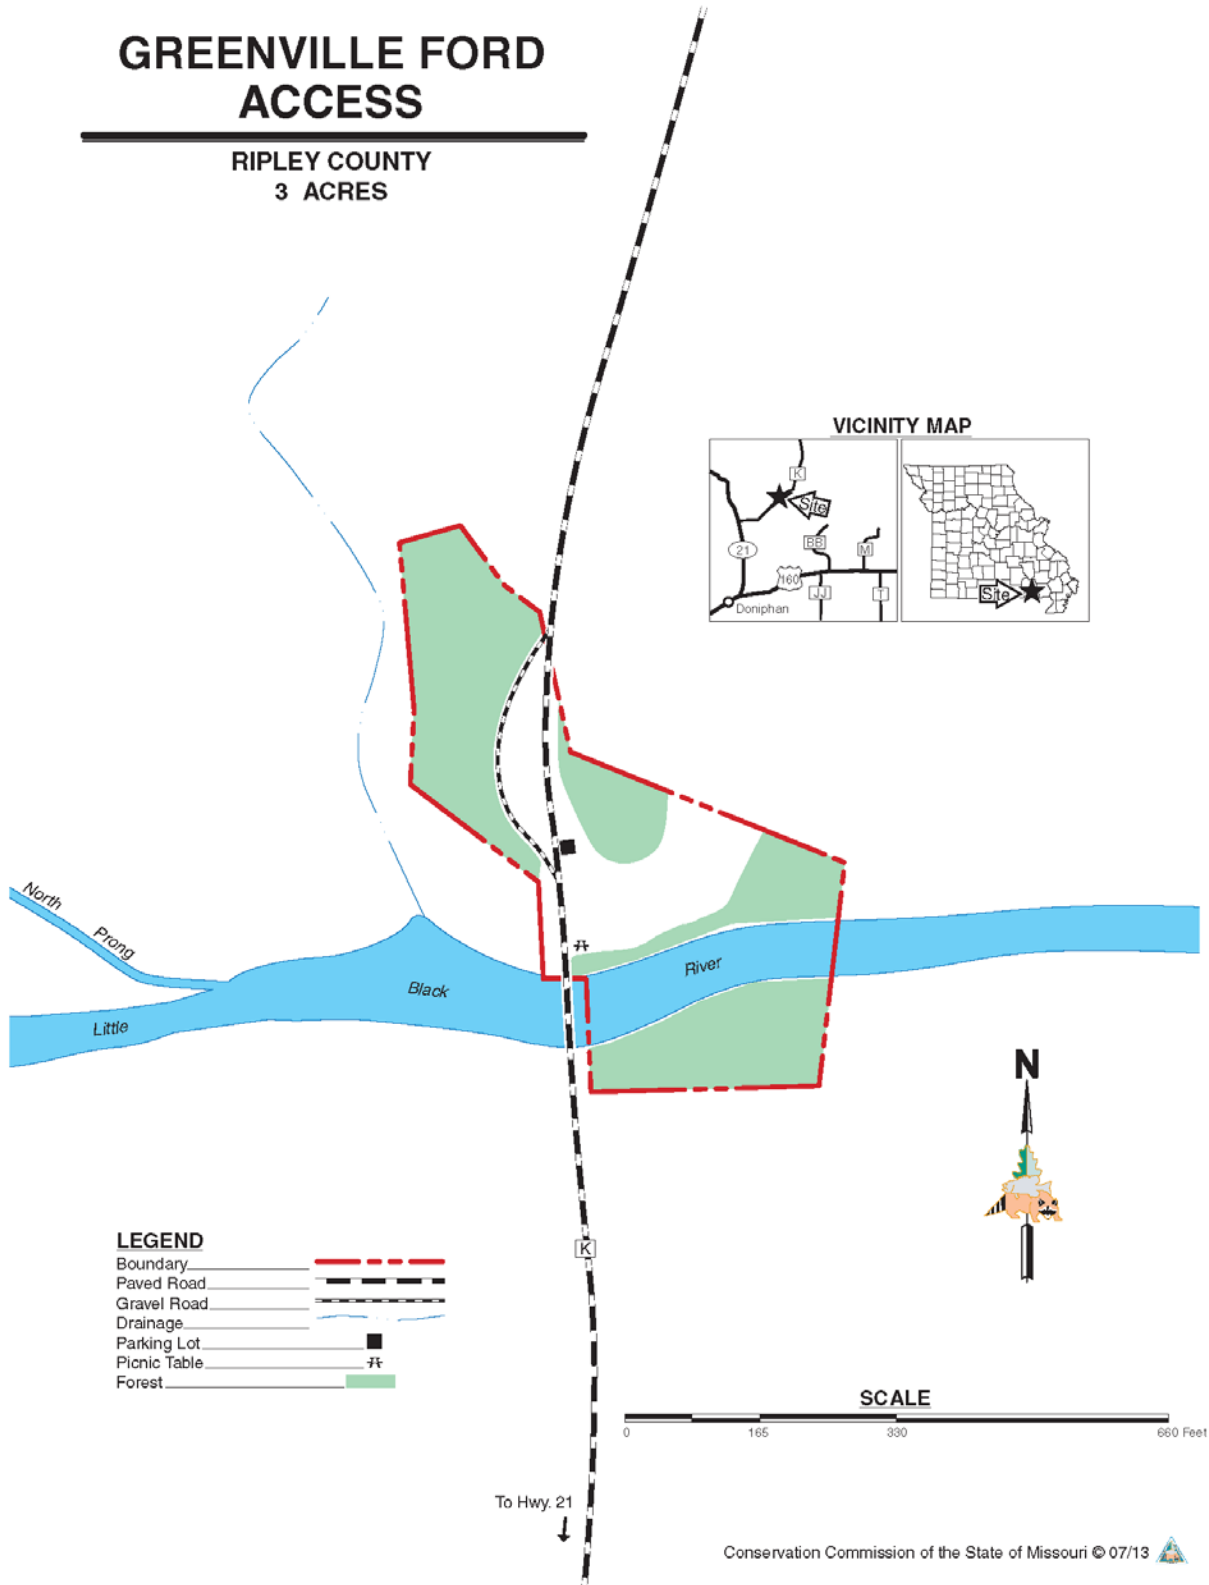 GREENVILLE FORD
ACCESS
RIPLEY COUNTY
3 ACRES
VICINITY MAP
K
Site
21
BB
M
160
JJ
T
Doniphan
Site
North
Prong
Black
River
Little
N
K
LEGEND
Boundary
Paved Road
Gravel Road
Drainage
Parking Lot
Picnic Table
Forest
SCALE
0 165 330 660 Feet
To Hwy. 21
Conservation Commission of the State of Missouri © 07/13